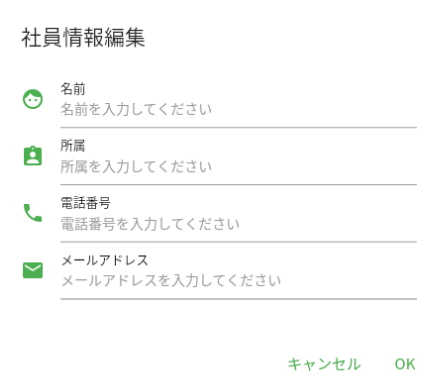 社員情報編集
名前
名前を入力してください
所属
所属を入力してください
電話番号
電話番号を入力してください
メールアドレス
メールアドレスを入力してください
キャンセル OK